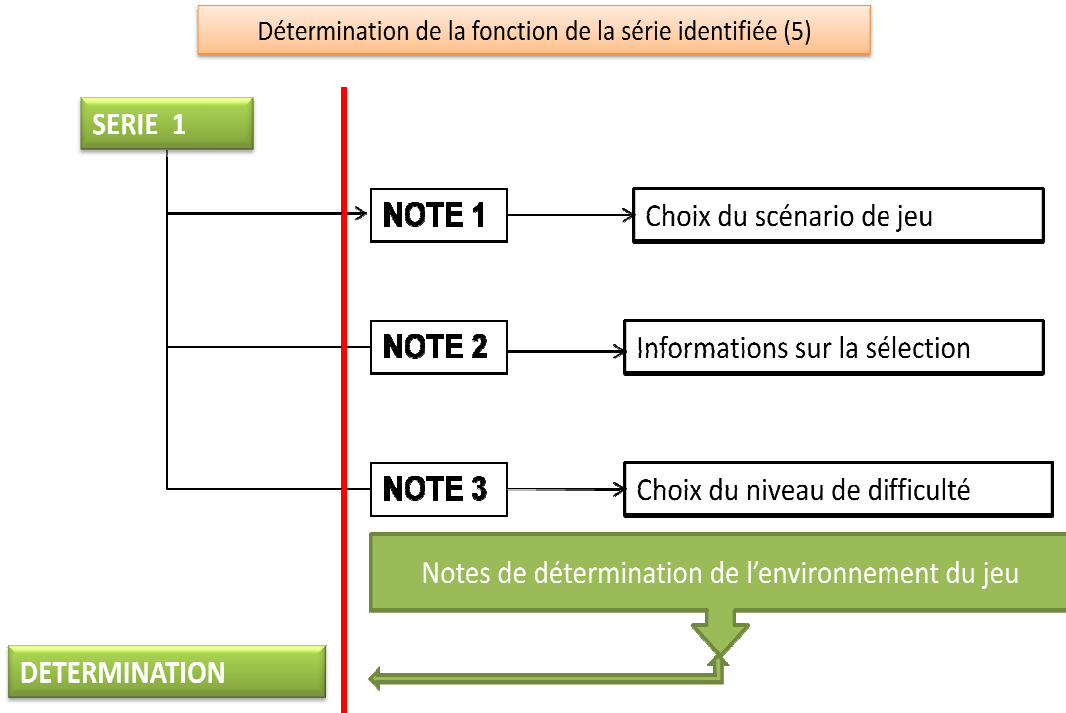 Détermination de la fonction de la série identifiée (5)
SERIE 1
NOTE 1
Choix du scénario de jeu
NOTE 2
Informations sur la sélection
NOTE 3
Choix du niveau de difficulté
Notes de détermination de l’environnement du jeu
DETERMINATION